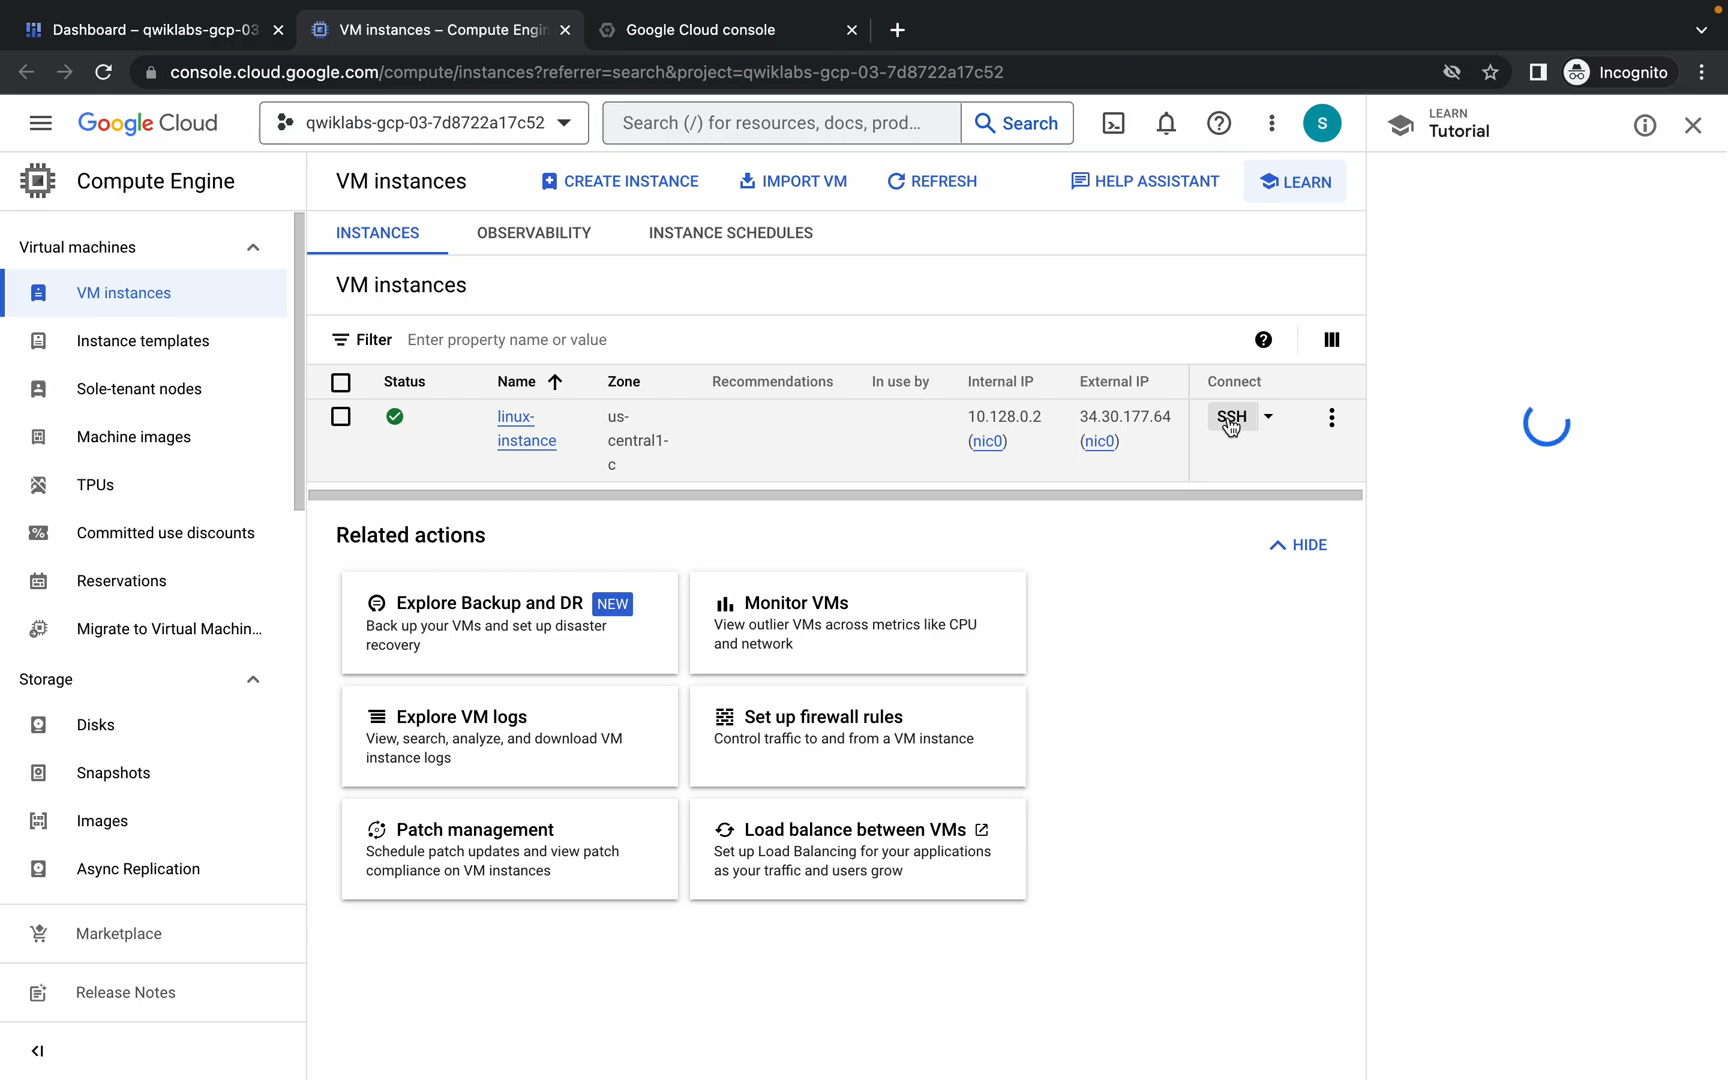 Dashboard – qwiklabs-gcp-03
VM instances – Compute Engin
Google Cloud console
console.cloud.google.com/compute/instances?referrer=search&project=qwiklabs-gcp-03-7d8722a17c52
Incognito
Google Cloud
qwiklabs-gcp-03-7d8722a17c52
Search (/) for resources, docs, prod...
Search
S
LEARN
Tutorial
Compute Engine
VM instances
CREATE INSTANCE
IMPORT VM
REFRESH
HELP ASSISTANT
LEARN
Virtual machines
VM instances
Instance templates
Sole-tenant nodes
Machine images
TPUs
Committed use discounts
Reservations
Migrate to Virtual Machin...
Storage
Disks
Snapshots
Images
Async Replication
Marketplace
Release Notes
INSTANCES
OBSERVABILITY
INSTANCE SCHEDULES
VM instances
Filter
Enter property name or value
Status
Name
Zone
Recommendations
In use by
Internal IP
External IP
Connect
linux-
instance
us-
central1-
c
10.128.0.2
(nic0)
34.30.177.64
(nic0)
SSH
Related actions
HIDE
Explore Backup and DR NEW
Back up your VMs and set up disaster
recovery
Monitor VMs
View outlier VMs across metrics like CPU
and network
Explore VM logs
View, search, analyze, and download VM
instance logs
Set up firewall rules
Control traffic to and from a VM instance
Patch management
Schedule patch updates and view patch
compliance on VM instances
Load balance between VMs
Set up Load Balancing for your applications
as your traffic and users grow